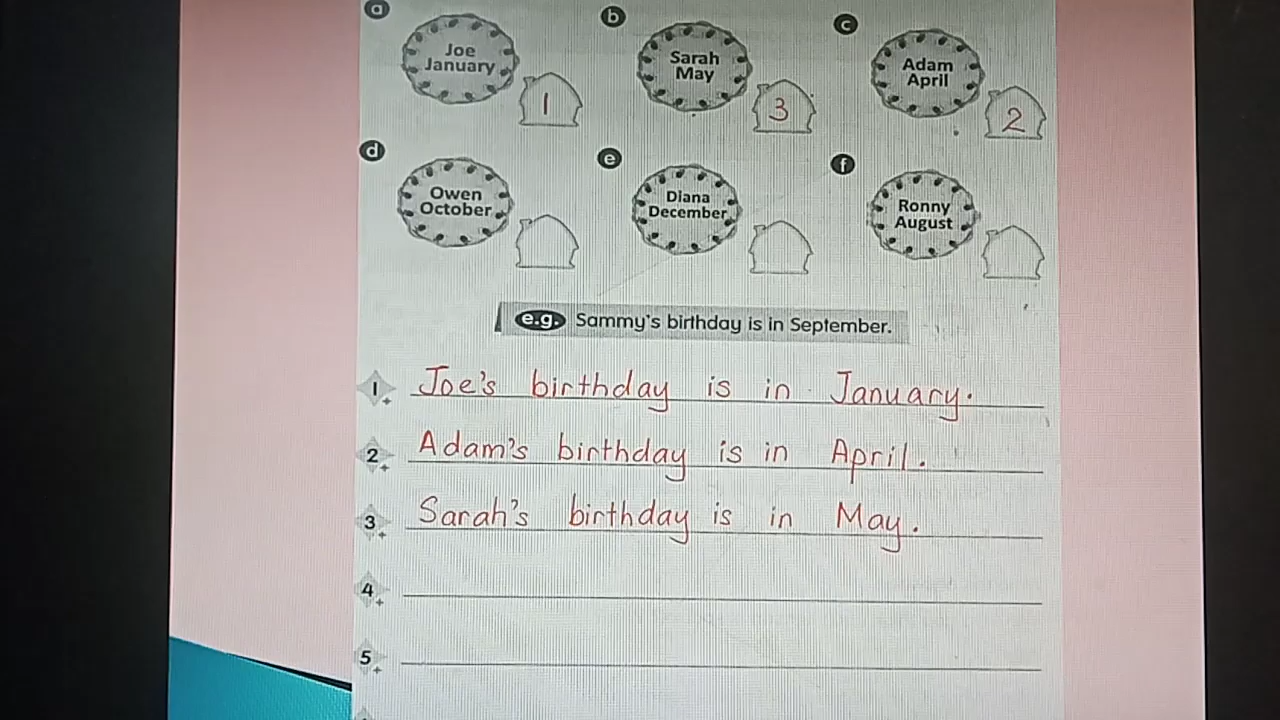 a
b
c
Joe
January
1
Sarah
May
3
Adam
April
2
d
e
f
Owen
October
Diana
December
Ronny
August
e.g. Sammy's birthday is in September.
1 Joe's birthday is in January.
2 Adam's birthday is in April.
3 Sarah's birthday is in May.
4
5